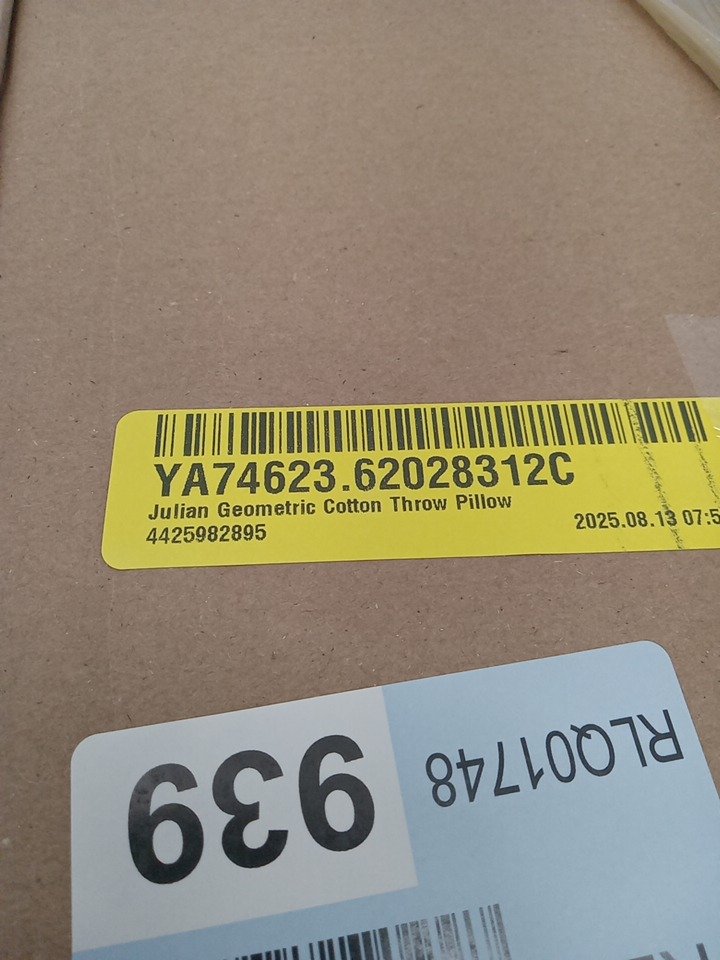 YA74623.62028312C
Julian Geometric Cotton Throw Pillow
4425982895
2025.08.13 07:5
939
RLQ01748